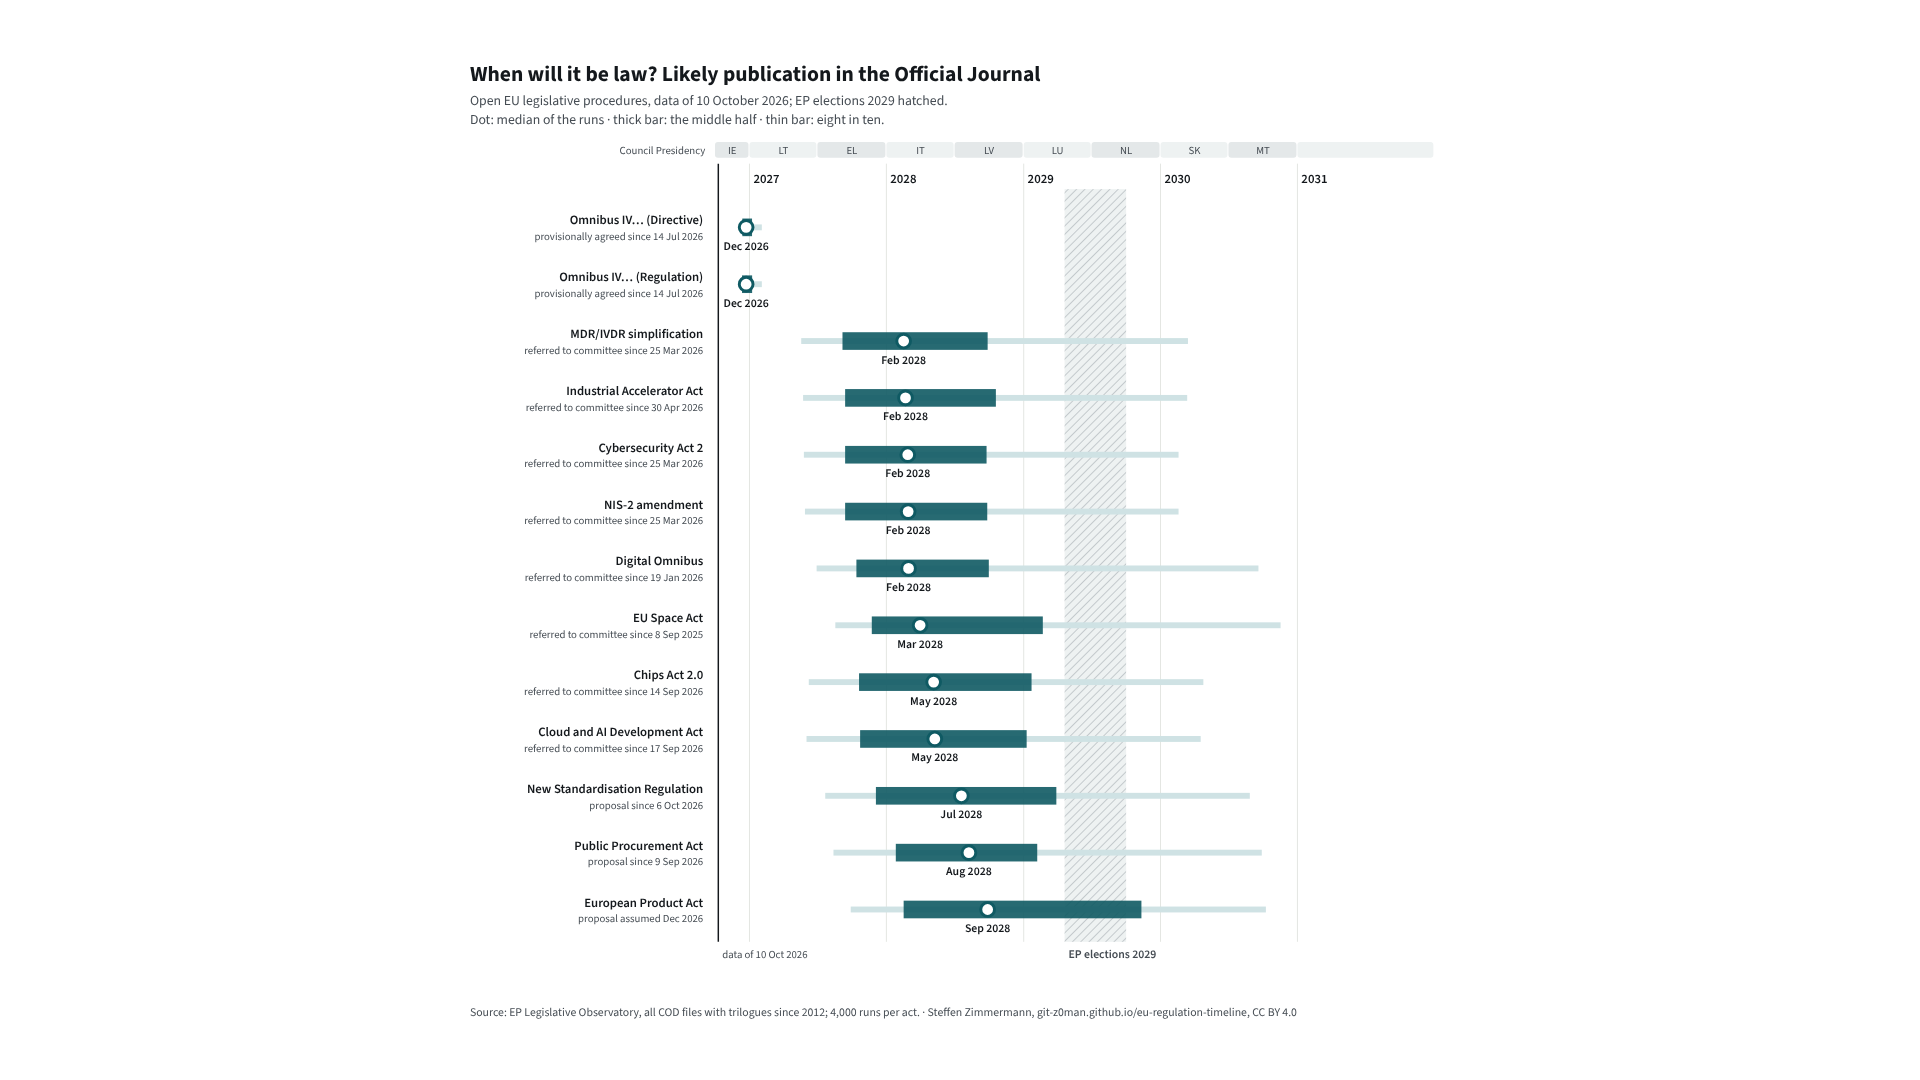 When will it be law? Likely publication in the Official Journal
Open EU legislative procedures, data of 10 October 2026; EP elections 2029 hatched.
Dot: median of the runs · thick bar: the middle half · thin bar: eight in ten.
Council Presidency IE LT EL IT LV LU NL SK MT
2027 2028 2029 2030 2031
Omnibus IV… (Directive)
provisionally agreed since 14 Jul 2026
Dec 2026
Omnibus IV… (Regulation)
provisionally agreed since 14 Jul 2026
Dec 2026
MDR/IVDR simplification
referred to committee since 25 Mar 2026
Feb 2028
Industrial Accelerator Act
referred to committee since 30 Apr 2026
Feb 2028
Cybersecurity Act 2
referred to committee since 25 Mar 2026
Feb 2028
NIS-2 amendment
referred to committee since 25 Mar 2026
Feb 2028
Digital Omnibus
referred to committee since 19 Jan 2026
Feb 2028
EU Space Act
referred to committee since 8 Sep 2025
Mar 2028
Chips Act 2.0
referred to committee since 14 Sep 2026
May 2028
Cloud and AI Development Act
referred to committee since 17 Sep 2026
May 2028
New Standardisation Regulation
proposal since 6 Oct 2026
Jul 2028
Public Procurement Act
proposal since 9 Sep 2026
Aug 2028
European Product Act
proposal assumed Dec 2026
Sep 2028
data of 10 Oct 2026 EP elections 2029
Source: EP Legislative Observatory, all COD files with trilogues since 2012; 4,000 runs per act. · Steffen Zimmermann, git-z0man.github.io/eu-regulation-timeline, CC BY 4.0